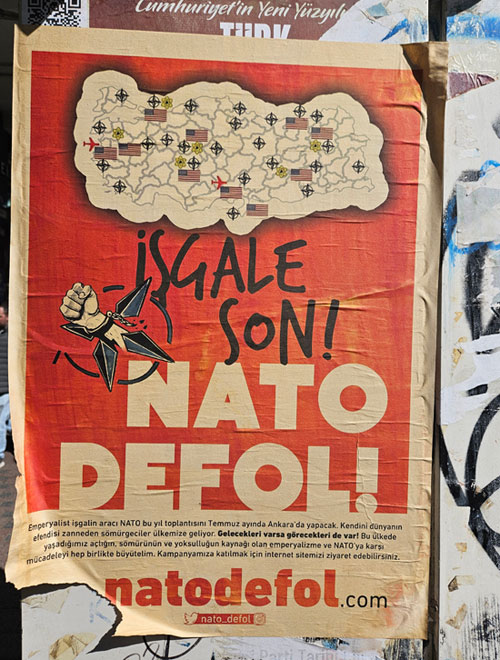 Cumhuriyet'in Yeni Yüzyılı
TÜRK
İŞGALE
SON!
NATO
DEFOL!
Emperyalist işgalin aracı NATO bu yıl toplantısını Temmuz ayında Ankara'da yapacak. Kendini dünyanın
efendisi zanneden sömürgeciler ülkemize geliyor. Gelecekleri varsa görecekleri de var! Bu ülkede
yaşadığımız açlığın, sömürünün ve yoksulluğun kaynağı olan emperyalizme ve NATO'ya karşı
mücadeleyi hep birlikte büyütelim. Kampanyamıza katılmak için internet sitemizi ziyaret edebilirsiniz.
natodefol.com
nato_defol